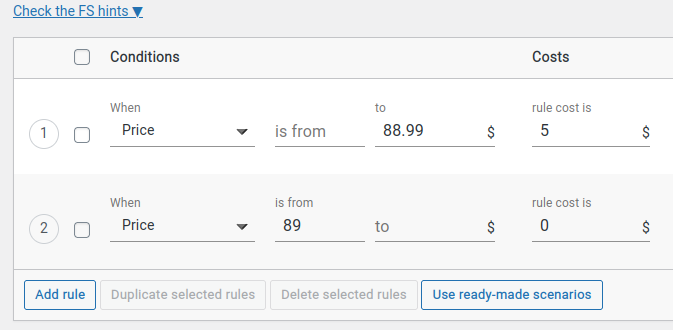 Check the FS hints ▼
Conditions Costs
When to rule cost is
1 Price is from 88.99 $ 5 $
When is from rule cost is
2 Price 89 to $ 0 $
Add rule Duplicate selected rules Delete selected rules Use ready-made scenarios